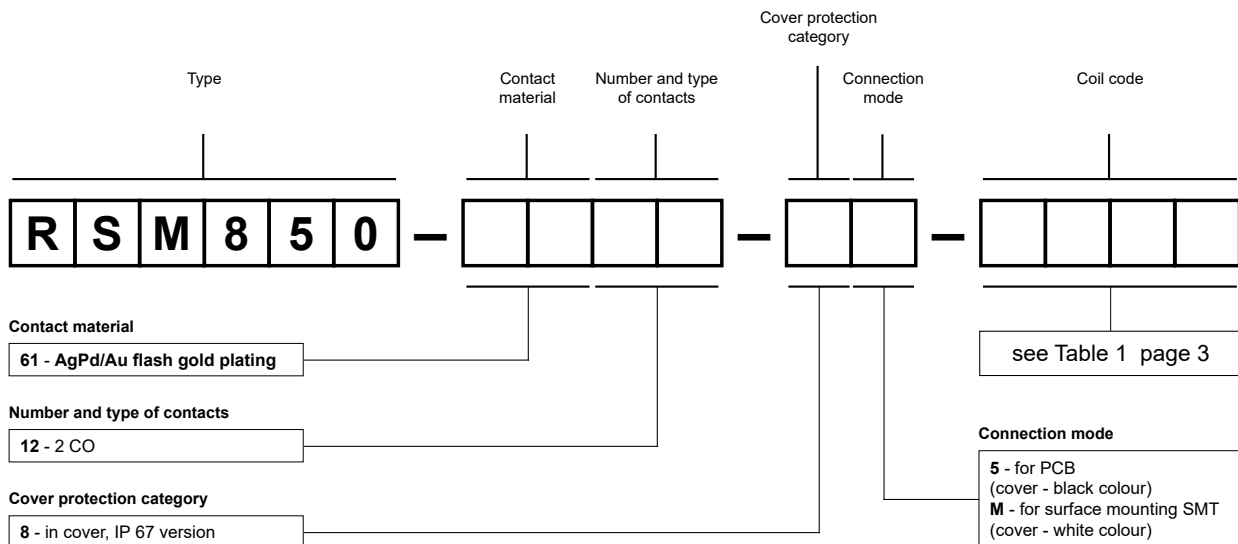 Cover protection
category
Type
Contact
material
Number and type
of contacts
Connection
mode
Coil code
RSM850 – – –
Contact material
61 - AgPd/Au flash gold plating
see Table 1 page 3
Number and type of contacts
12 - 2 CO
Connection mode
5 - for PCB
(cover - black colour)
M - for surface mounting SMT
(cover - white colour)
Cover protection category
8 - in cover, IP 67 version